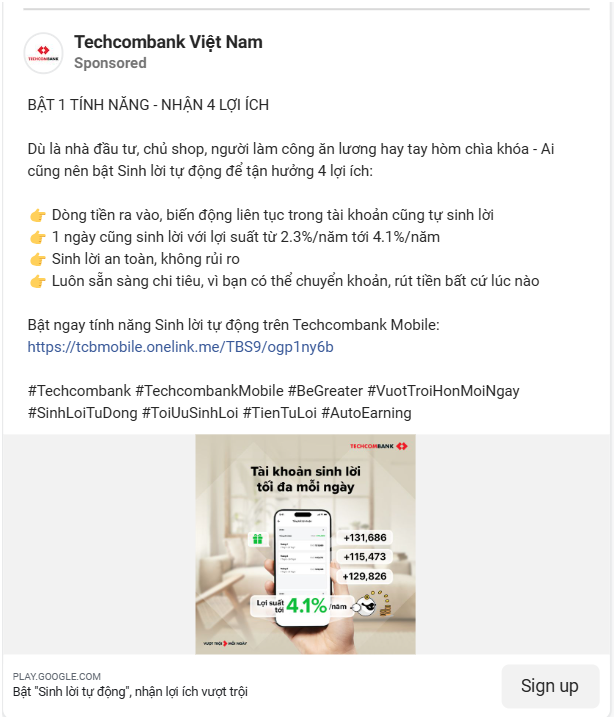 Techcombank Việt Nam
Sponsored
BẬT 1 TÍNH NĂNG - NHẬN 4 LỢI ÍCH
Dù là nhà đầu tư, chủ shop, người làm công ăn lương hay tay hòm chìa khóa - Ai
cũng nên bật Sinh lời tự động để tận hưởng 4 lợi ích:
👉 Dòng tiền ra vào, biến động liên tục trong tài khoản cũng tự sinh lời
👉 1 ngày cũng sinh lời với lợi suất từ 2.3%/năm tới 4.1%/năm
👉 Sinh lời an toàn, không rủi ro
👉 Luôn sẵn sàng chi tiêu, vì bạn có thể chuyển khoản, rút tiền bất cứ lúc nào
Bật ngay tính năng Sinh lời tự động trên Techcombank Mobile:
https://tcbmobile.onelink.me/TBS9/ogp1ny6b
#Techcombank #TechcombankMobile #BeGreater #VuotTroiHonMoiNgay
#SinhLoiTuDong #ToiUuSinhLoi #TienTuLoi #AutoEarning
TECHCOMBANK
Tài khoản sinh lời
tối đa mỗi ngày
+131,686
+115,473
+129,826
Lợi suất
tới 4.1% /năm
VƯỢT TRỘI MỖI NGÀY
PLAY.GOOGLE.COM
Bật "Sinh lời tự động", nhận lợi ích vượt trội
Sign up